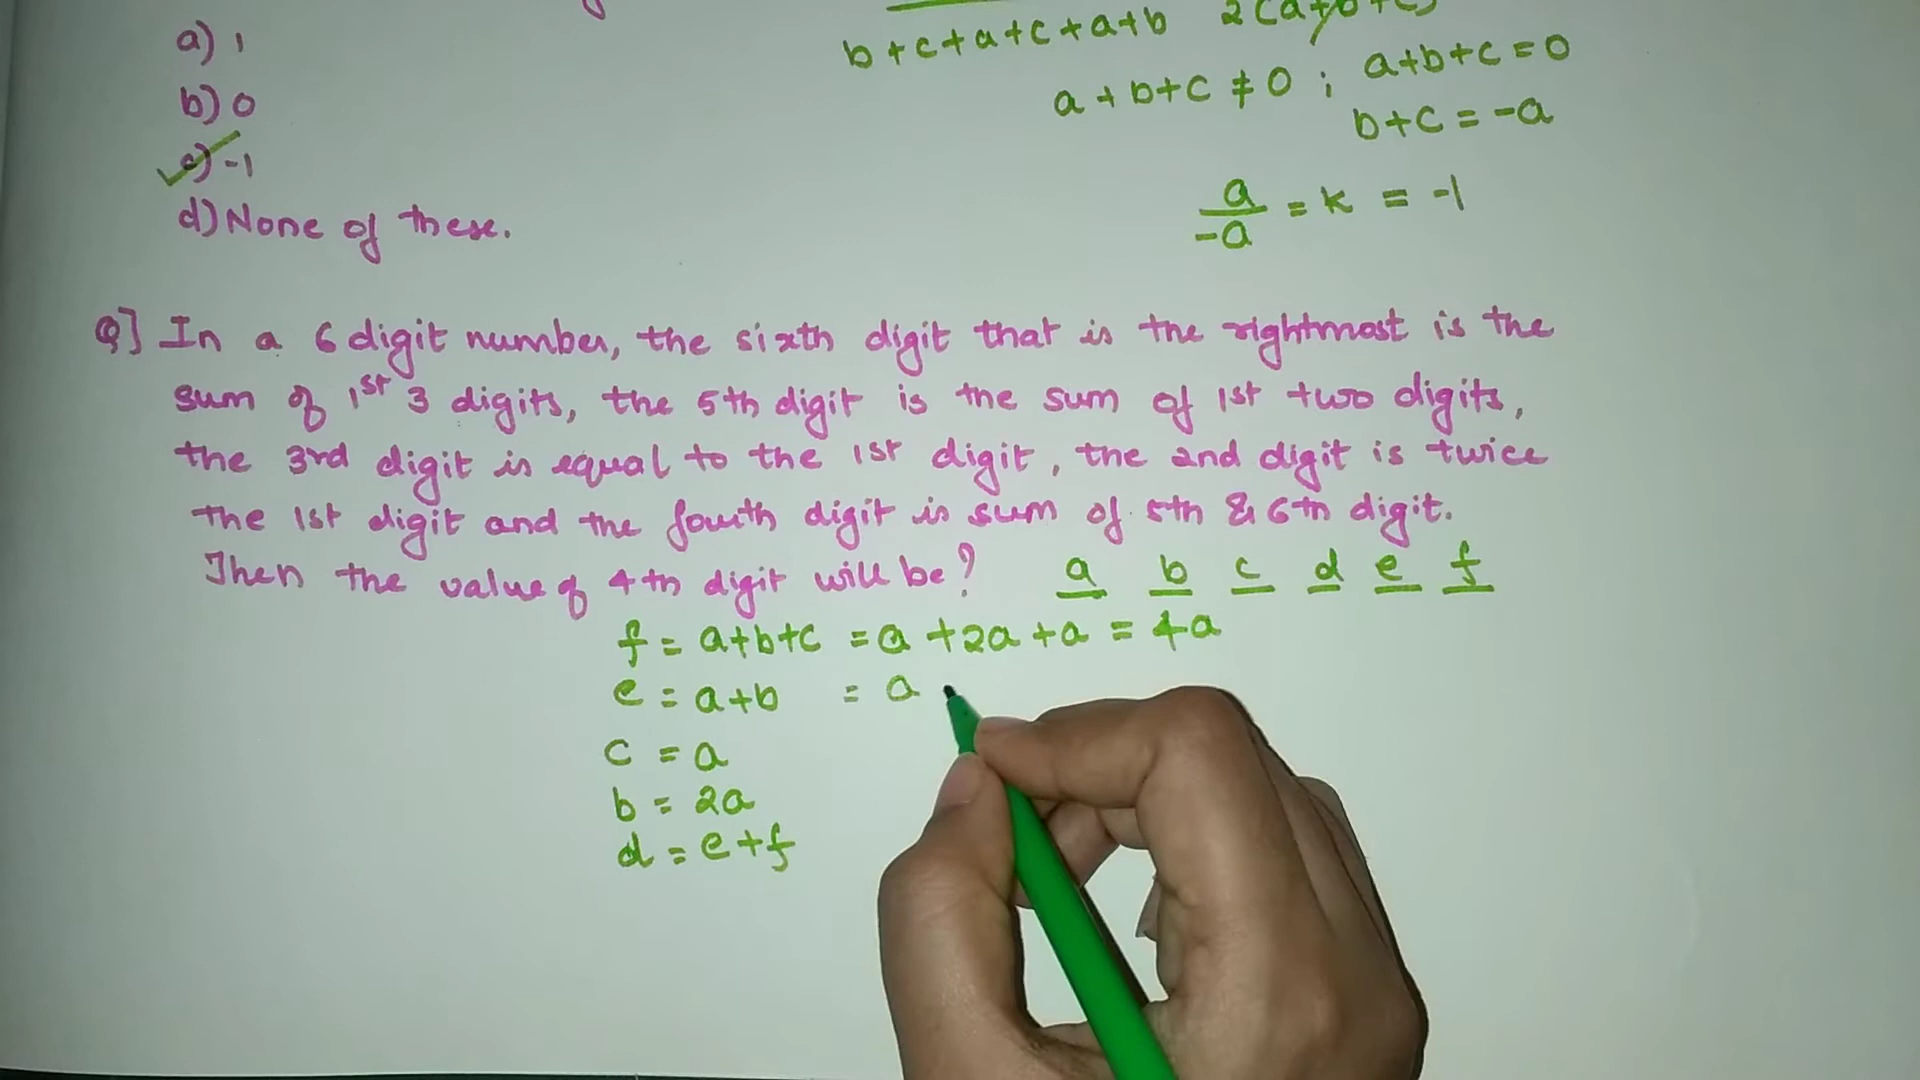 a) 1
b) 0
c) -1
d) None of these.
b+c+a+c+a+b 2(a+b+c)
a+b+c ≠ 0 ; a+b+c = 0
b+c = -a
a/-a = k = -1
Q] In a 6 digit number, the sixth digit that is the rightmost is the
sum of 1st 3 digits, the 5th digit is the sum of 1st two digits,
the 3rd digit is equal to the 1st digit, the 2nd digit is twice
the 1st digit and the fourth digit is sum of 5th & 6th digit.
Then the value of 4th digit will be?
a b c d e f
f = a+b+c = a+2a+a = 4a
e = a+b = a
c = a
b = 2a
d = e+f